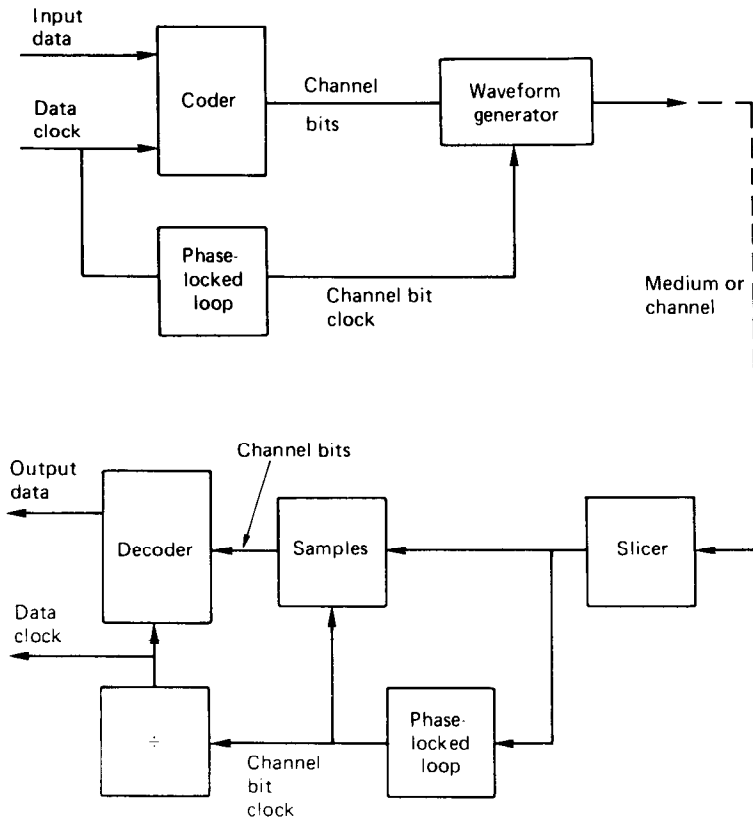 Input
data
Coder
Channel
bits
Waveform
generator
Data
clock
Phase-
locked
loop
Channel bit
clock
Medium or
channel
Channel bits
Output
data
Decoder
Samples
Slicer
Data
clock
÷
Channel
bit
clock
Phase-
locked
loop